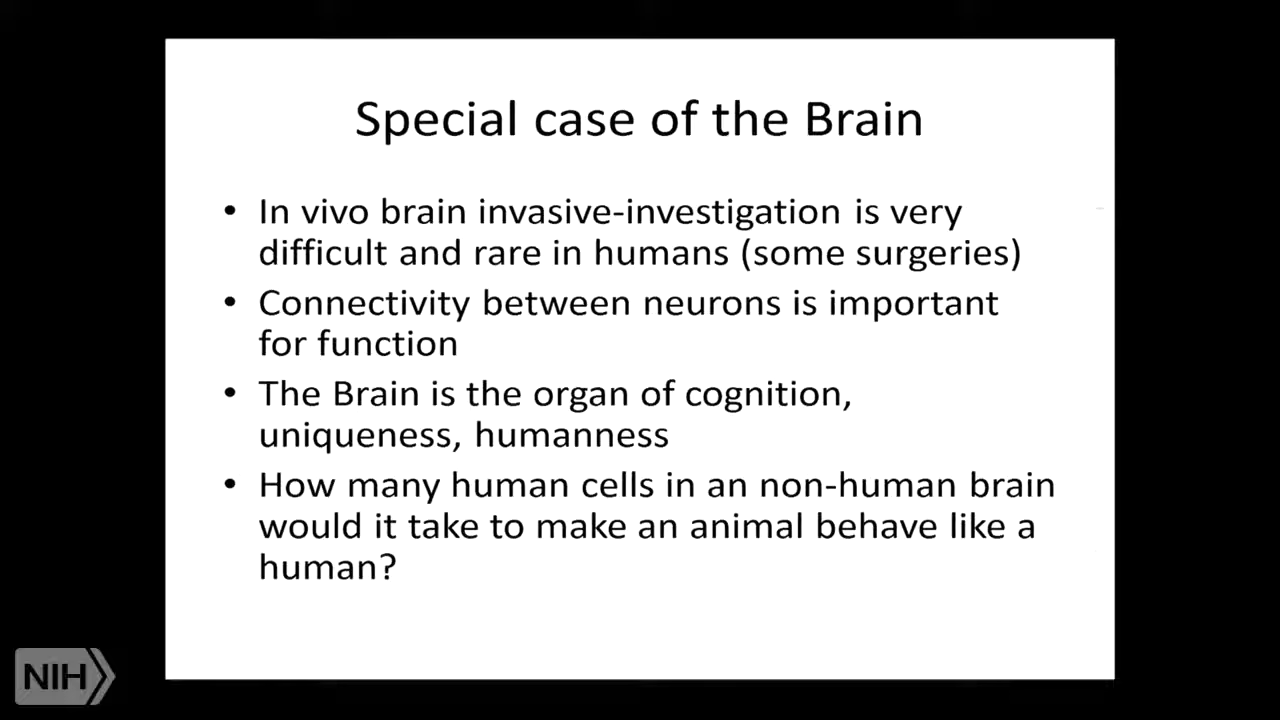 Special case of the Brain
• In vivo brain invasive-investigation is very
difficult and rare in humans (some surgeries)
• Connectivity between neurons is important
for function
• The Brain is the organ of cognition,
uniqueness, humanness
• How many human cells in an non-human brain
would it take to make an animal behave like a
human?
NIH